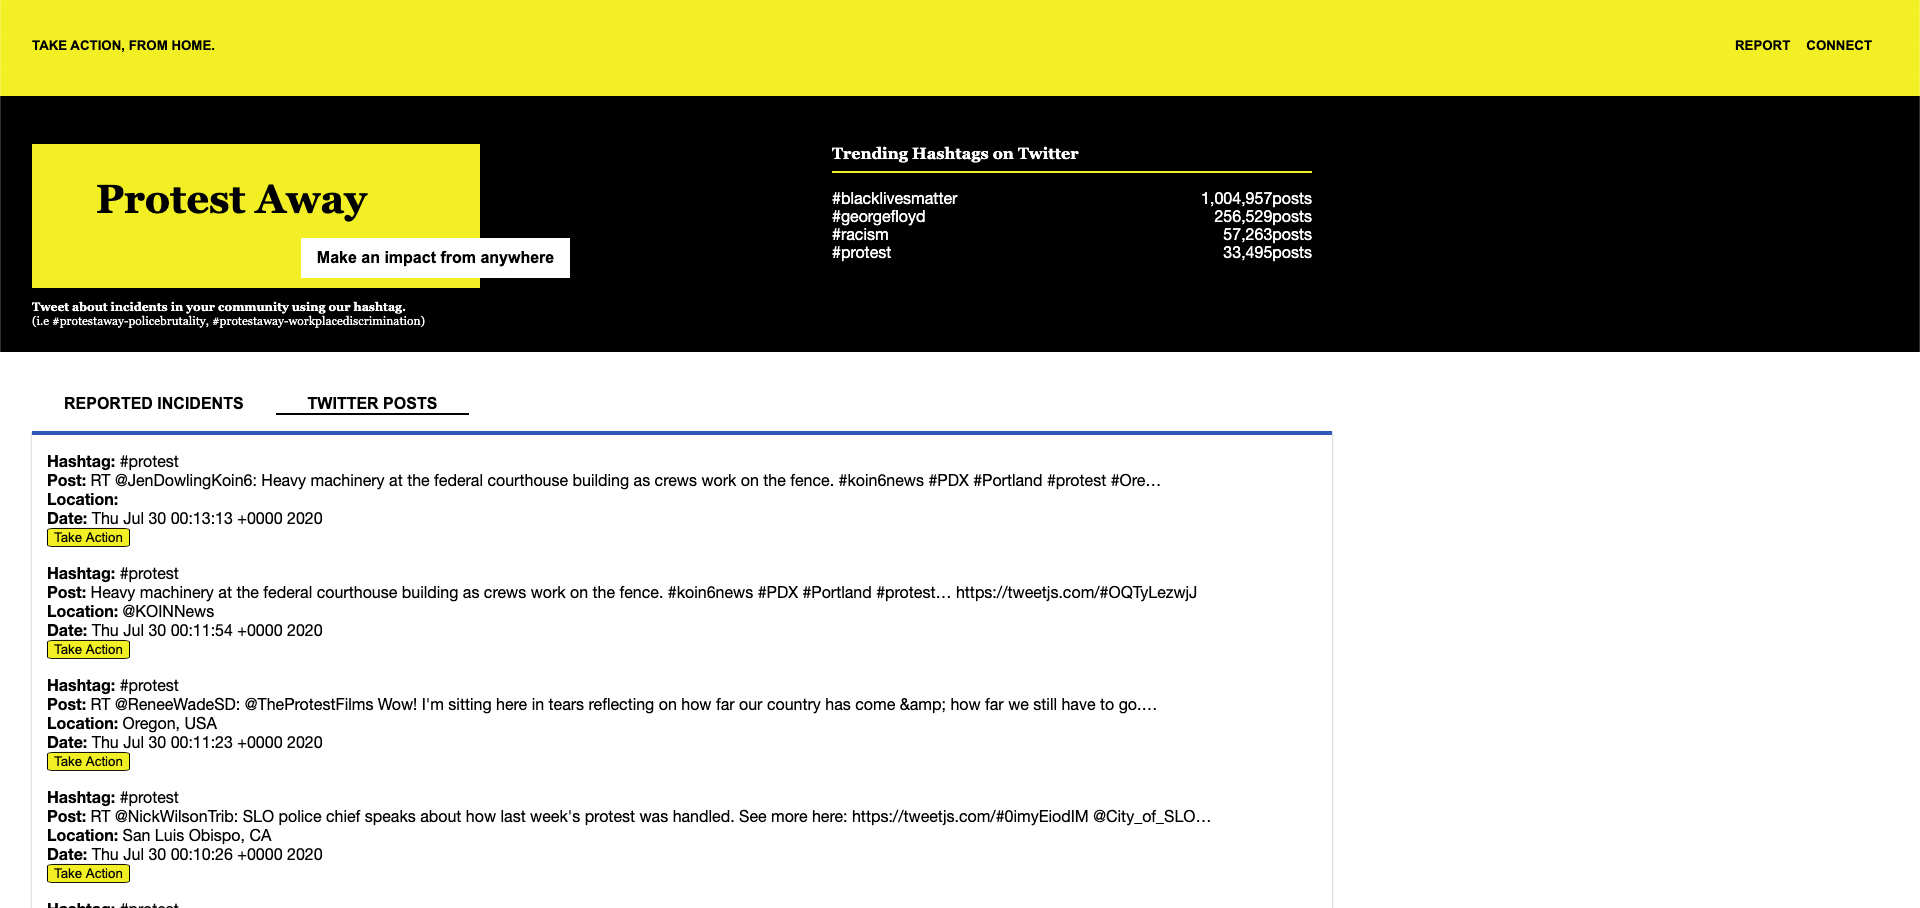 TAKE ACTION, FROM HOME.
REPORT CONNECT
Protest Away
Make an impact from anywhere
Tweet about incidents in your community using our hashtag.
(i.e #protestaway-policebrutality, #protestaway-workplacediscrimination)
Trending Hashtags on Twitter
#blacklivesmatter 1,004,957posts
#georgefloyd 256,529posts
#racism 57,263posts
#protest 33,495posts
REPORTED INCIDENTS TWITTER POSTS
Hashtag: #protest
Post: RT @JenDowlingKoin6: Heavy machinery at the federal courthouse building as crews work on the fence. #koin6news #PDX #Portland #protest #Ore…
Location:
Date: Thu Jul 30 00:13:13 +0000 2020
Take Action
Hashtag: #protest
Post: Heavy machinery at the federal courthouse building as crews work on the fence. #koin6news #PDX #Portland #protest… https://tweetjs.com/#OQTyLezwjJ
Location: @KOINNews
Date: Thu Jul 30 00:11:54 +0000 2020
Take Action
Hashtag: #protest
Post: RT @ReneeWadeSD: @TheProtestFilms Wow! I'm sitting here in tears reflecting on how far our country has come &amp; how far we still have to go.…
Location: Oregon, USA
Date: Thu Jul 30 00:11:23 +0000 2020
Take Action
Hashtag: #protest
Post: RT @NickWilsonTrib: SLO police chief speaks about how last week's protest was handled. See more here: https://tweetjs.com/#0imyEiodIM @City_of_SLO…
Location: San Luis Obispo, CA
Date: Thu Jul 30 00:10:26 +0000 2020
Take Action
Hashtag: #protest